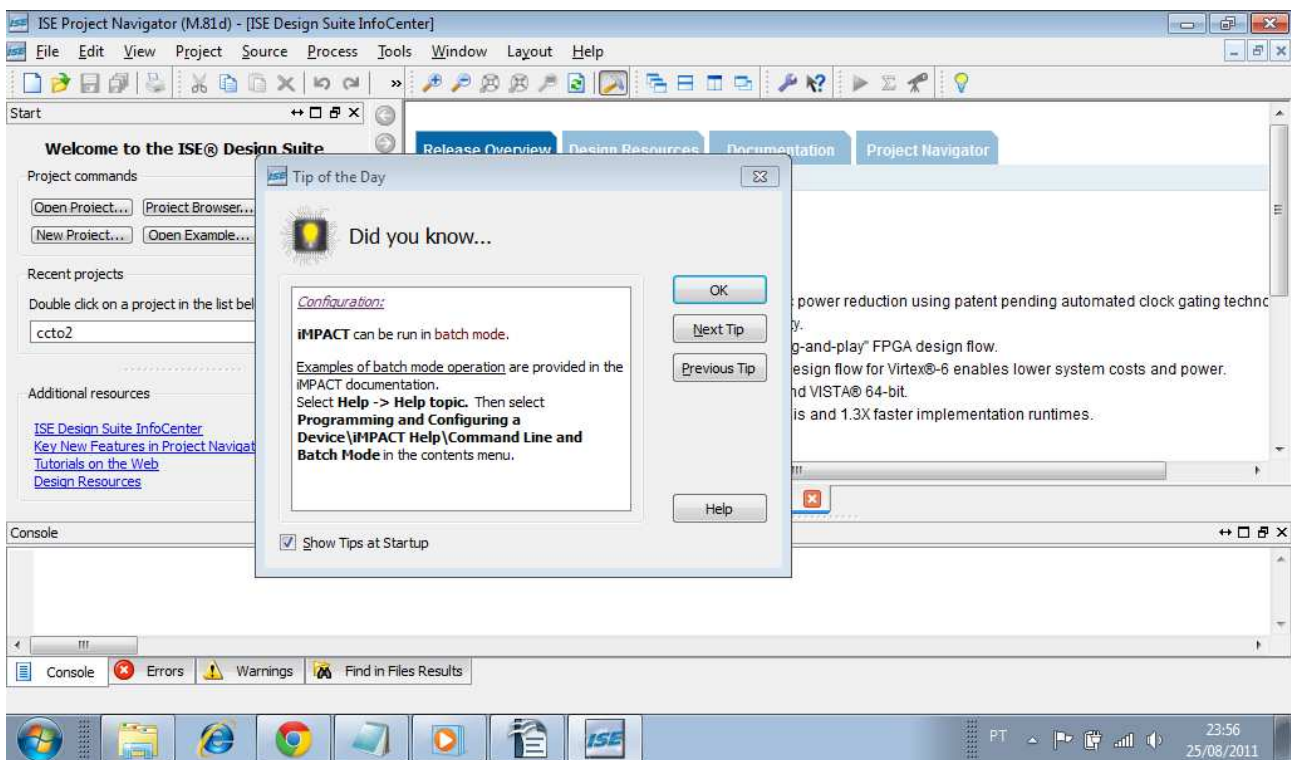 ISE Project Navigator (M.81d) - [ISE Design Suite InfoCenter]
File Edit View Project Source Process Tools Window Layout Help
Start
Welcome to the ISE® Design Suite
Project commands
Open Project... Project Browser...
New Project... Open Example...
Recent projects
Double click on a project in the list bel
ccto2
Additional resources
ISE Design Suite InfoCenter
Key New Features in Project Navigat
Tutorials on the Web
Design Resources
Release Overview Design Resources Documentation Project Navigator
power reduction using patent pending automated clock gating techno
y.
g-and-play" FPGA design flow.
esign flow for Virtex®-6 enables lower system costs and power.
nd VISTA® 64-bit.
is and 1.3X faster implementation runtimes.
ISE Tip of the Day
Did you know...
Configuration:
iMPACT can be run in batch mode.
Examples of batch mode operation are provided in the
iMPACT documentation.
Select Help -> Help topic. Then select
Programming and Configuring a
Device\iMPACT Help\Command Line and
Batch Mode in the contents menu.
OK
Next Tip
Previous Tip
Help
Show Tips at Startup
Console
Console Errors Warnings Find in Files Results
ISE
PT
23:56
25/08/2011